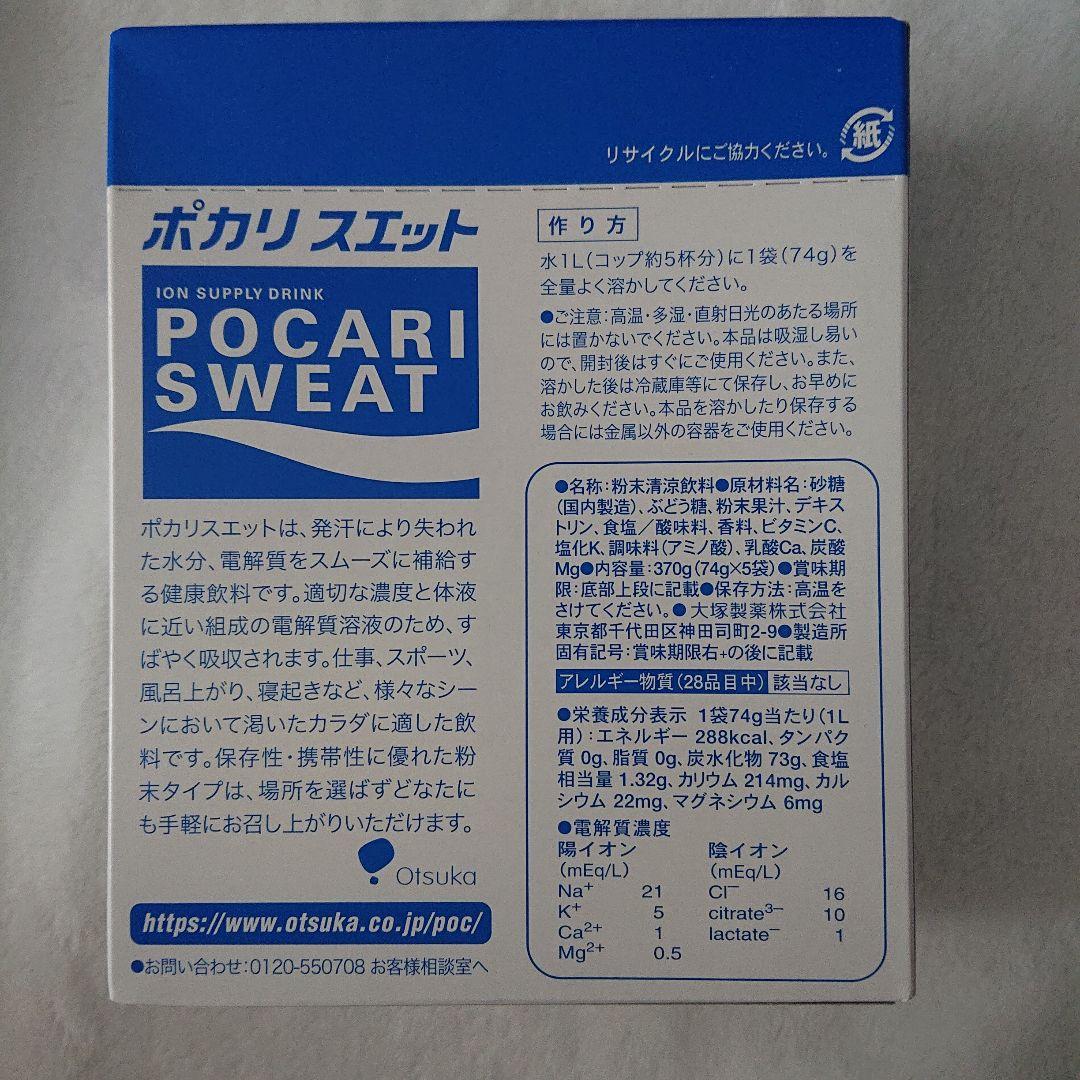 リサイクルにご協力ください。
紙
ポカリスエット
ION SUPPLY DRINK
POCARI
SWEAT
ポカリスエットは、発汗により失われ
た水分、電解質をスムーズに補給す
る健康飲料です。適切な濃度と体液
に近い組成の電解質溶液のため、す
ばやく吸収されます。仕事、スポーツ、
風呂上がり、寝起きなど、様々なシー
ンにおいて渇いたカラダに適した飲
料です。保存性・携帯性に優れた粉
末タイプは、場所を選ばずどなたに
も手軽にお召し上がりいただけます。
Otsuka
https://www.otsuka.co.jp/poc/
●お問い合わせ:0120-550708 お客様相談室へ
作り方
水1L(コップ約5杯分)に1袋(74g)を
全量よく溶かしてください。
●ご注意:高温・多湿・直射日光のあたる場所
には置かないでください。本品は吸湿し易い
ので、開封後はすぐにご使用ください。また、
溶かした後は冷蔵庫等にて保存し、お早めに
お飲みください。本品を溶かしたり保存する
場合には金属以外の容器をご使用ください。
●名称:粉末清涼飲料●原材料名:砂糖
(国内製造)、ぶどう糖、粉末果汁、デキス
トリン、食塩/酸味料、香料、ビタミンC、
塩化K、調味料(アミノ酸)、乳酸Ca、炭酸
Mg●内容量:370g(74g×5袋)●賞味期
限:底部上段に記載●保存方法:高温を
さけてください。●大塚製薬株式会社
東京都千代田区神田司町2-9●製造所
固有記号:賞味期限右+の後に記載
アレルギー物質(28品目中) 該当なし
●栄養成分表示 1袋74g当たり(1L
用):エネルギー 288kcal、タンパク
質 0g、脂質 0g、炭水化物 73g、食塩
相当量 1.32g、カリウム 214mg、カル
シウム 22mg、マグネシウム 6mg
●電解質濃度
陽イオン 陰イオン
(mEq/L) (mEq/L)
Na⁺ 21 Cl⁻ 16
K⁺ 5 citrate³⁻ 10
Ca²⁺ 1 lactate⁻ 1
Mg²⁺ 0.5